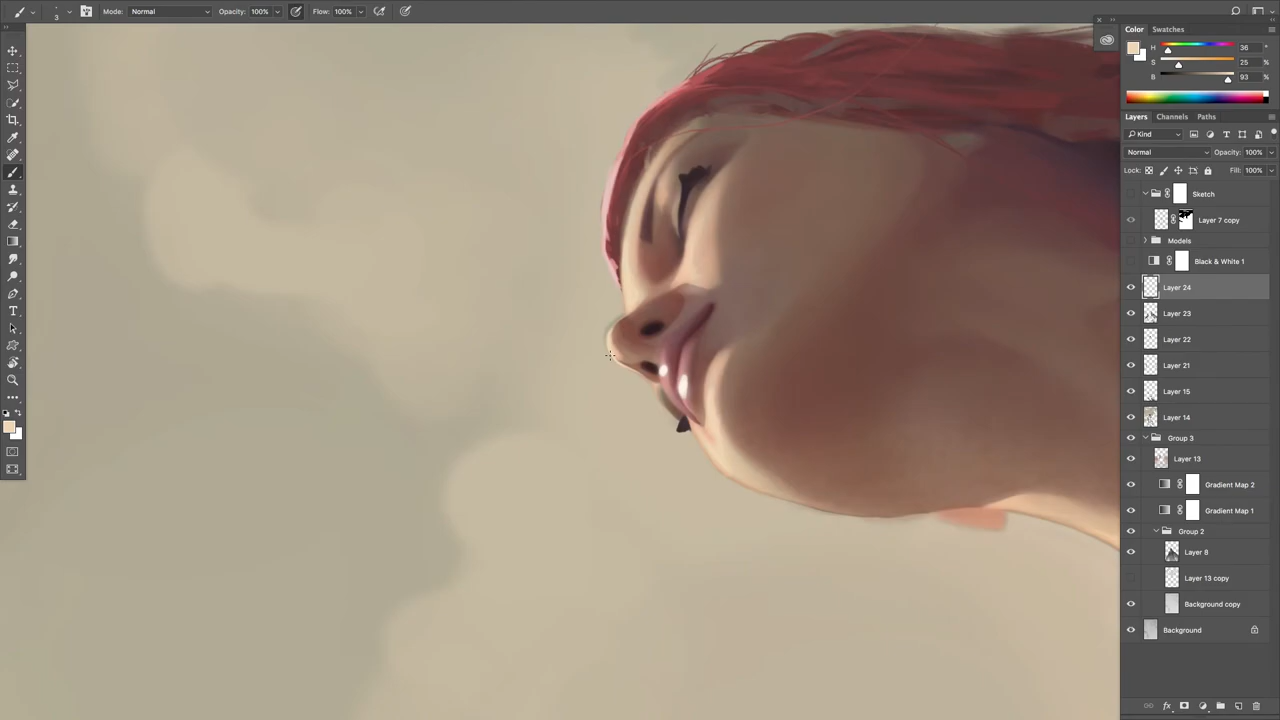 3 Mode: Normal Opacity: 100% Flow: 100%
Color Swatches
H 36 °
S 25 %
B 93 %
Layers Channels Paths
Kind
Normal Opacity: 100%
Lock: Fill: 100%
Sketch
Layer 7 copy
Models
Black & White 1
Layer 24
Layer 23
Layer 22
Layer 21
Layer 15
Layer 14
Group 3
Layer 13
Gradient Map 2
Gradient Map 1
Group 2
Layer 8
Layer 13 copy
Background copy
Background
fx